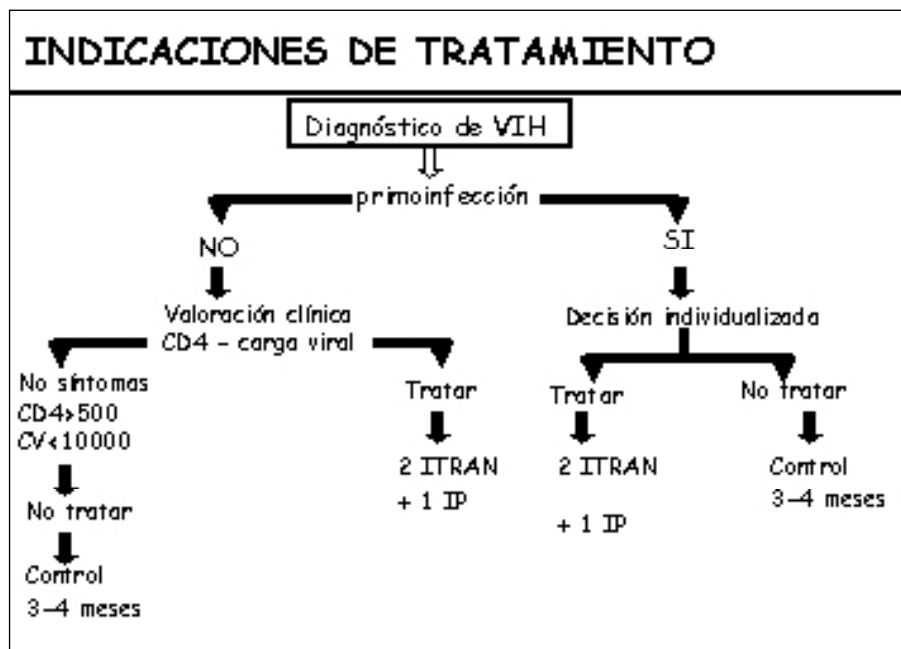 INDICACIONES DE TRATAMIENTO
Diagnóstico de VIH
primoinfección
NO
SI
Valoración clínica
CD4 - carga viral
Decisión individualizada
No síntomas
CD4>500
CV<10000
No tratar
Control
3-4 meses
Tratar
2 ITRAN
+ 1 IP
Tratar
2 ITRAN
+ 1 IP
No tratar
Control
3-4 meses